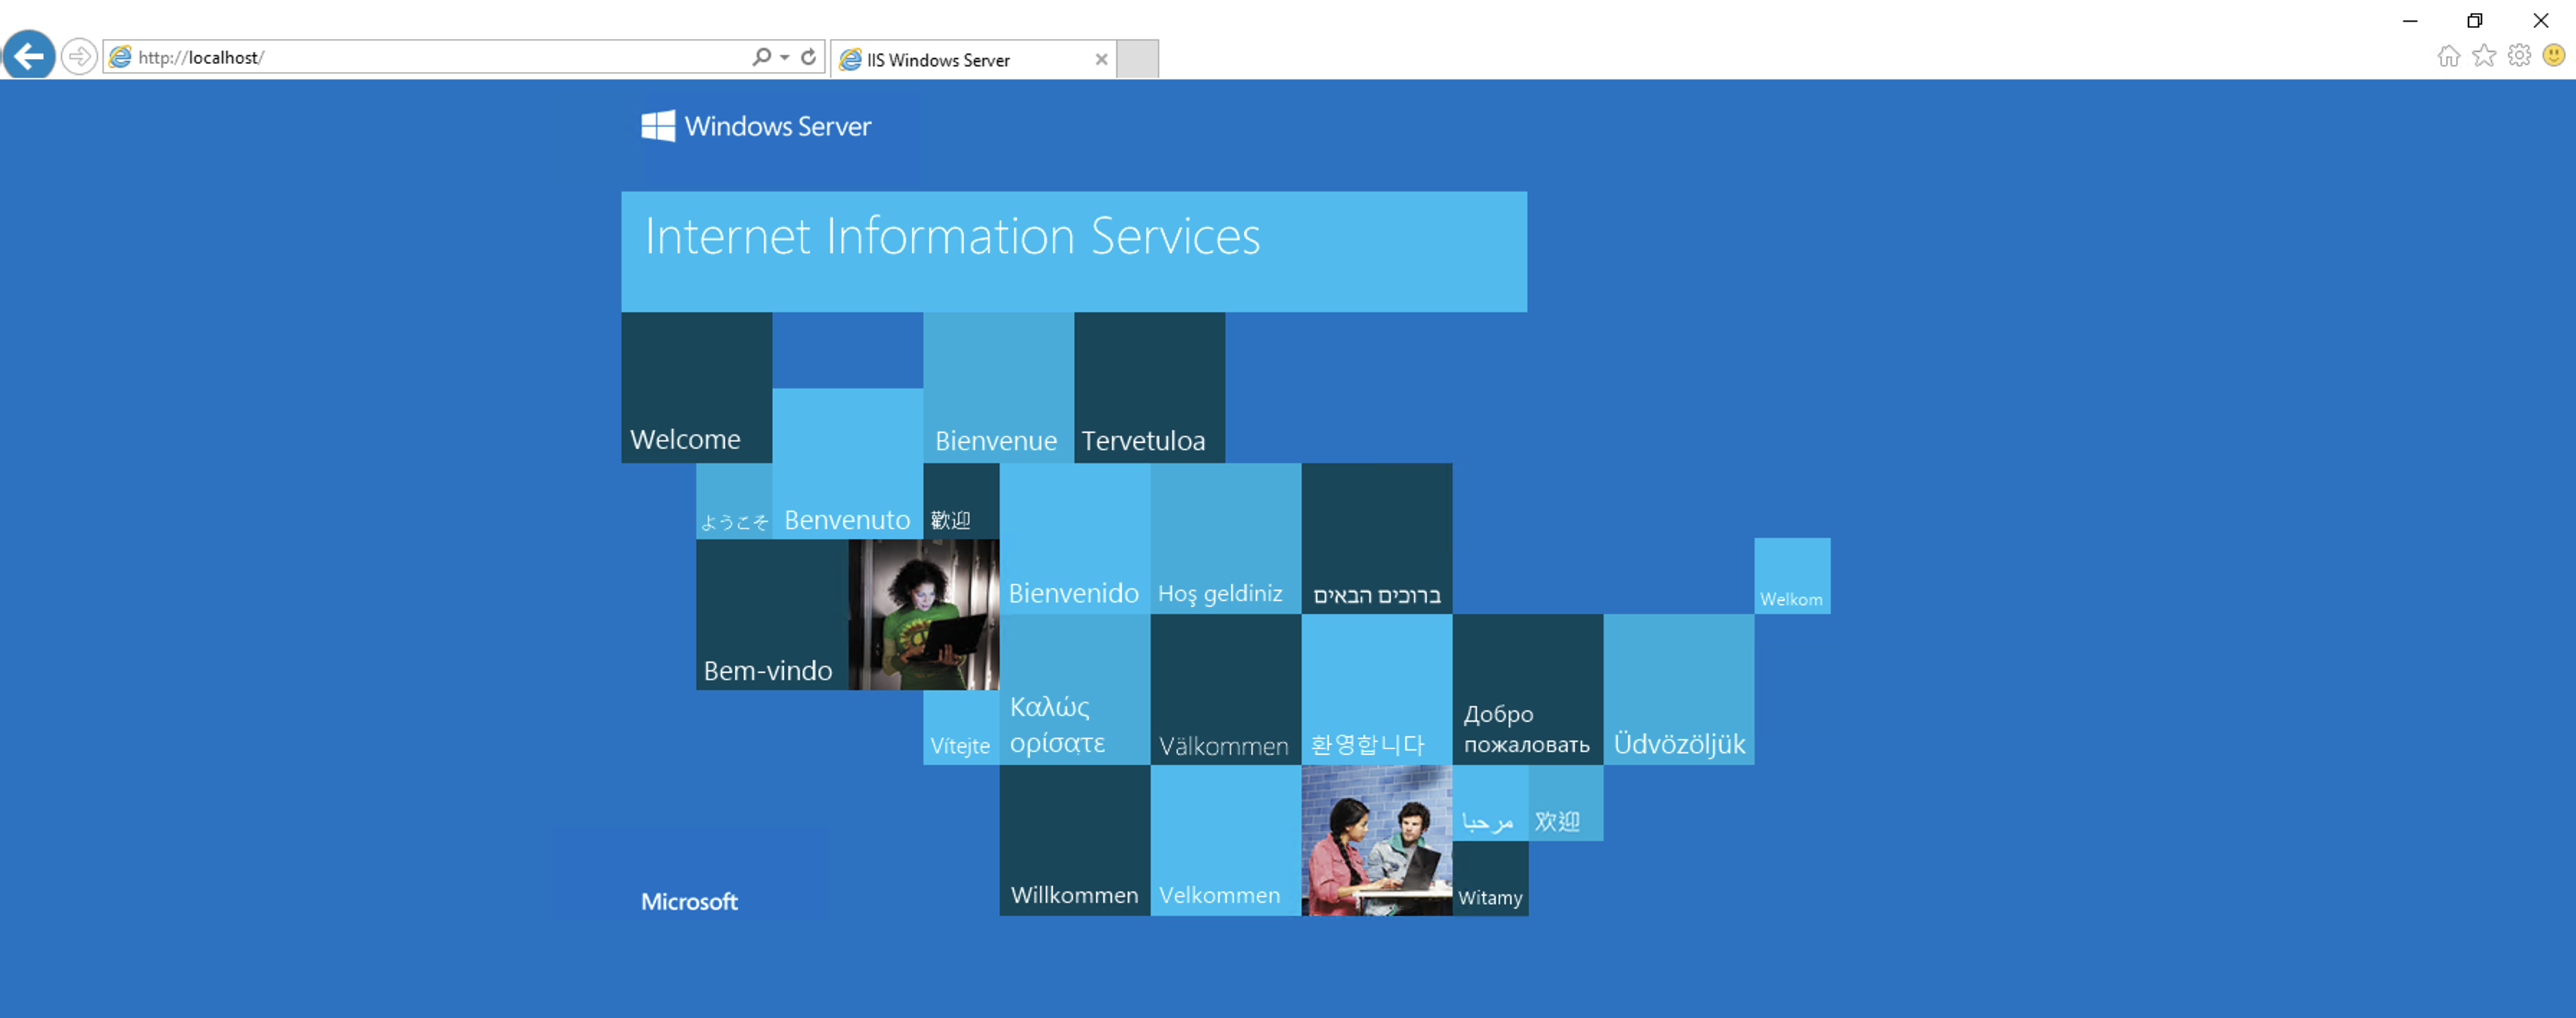 http://localhost/
IIS Windows Server
Windows Server
Internet Information Services
Welcome
Bienvenue
Tervetuloa
ようこそ
Benvenuto
歡迎
Bienvenido
Hoş geldiniz
ברוכים הבאים
Welkom
Bem-vindo
Vítejte
Καλώς
ορίσατε
Välkommen
환영합니다
Добро
пожаловать
Üdvözöljük
مرحبا
欢迎
Microsoft
Willkommen
Velkommen
Witamy